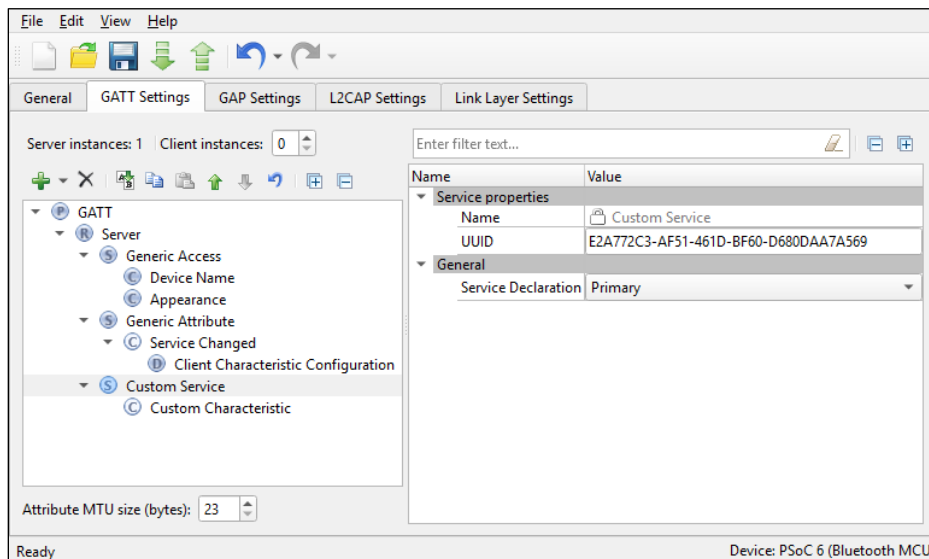 File Edit View Help
General GATT Settings GAP Settings L2CAP Settings Link Layer Settings
Server instances: 1 Client instances: 0
Enter filter text...
Name Value
Service properties
Name Custom Service
UUID E2A772C3-AF51-461D-BF60-D680DAA7A569
General
Service Declaration Primary
P GATT
R Server
S Generic Access
C Device Name
C Appearance
S Generic Attribute
C Service Changed
D Client Characteristic Configuration
S Custom Service
C Custom Characteristic
Attribute MTU size (bytes): 23
Ready Device: PSoC 6 (Bluetooth MCU